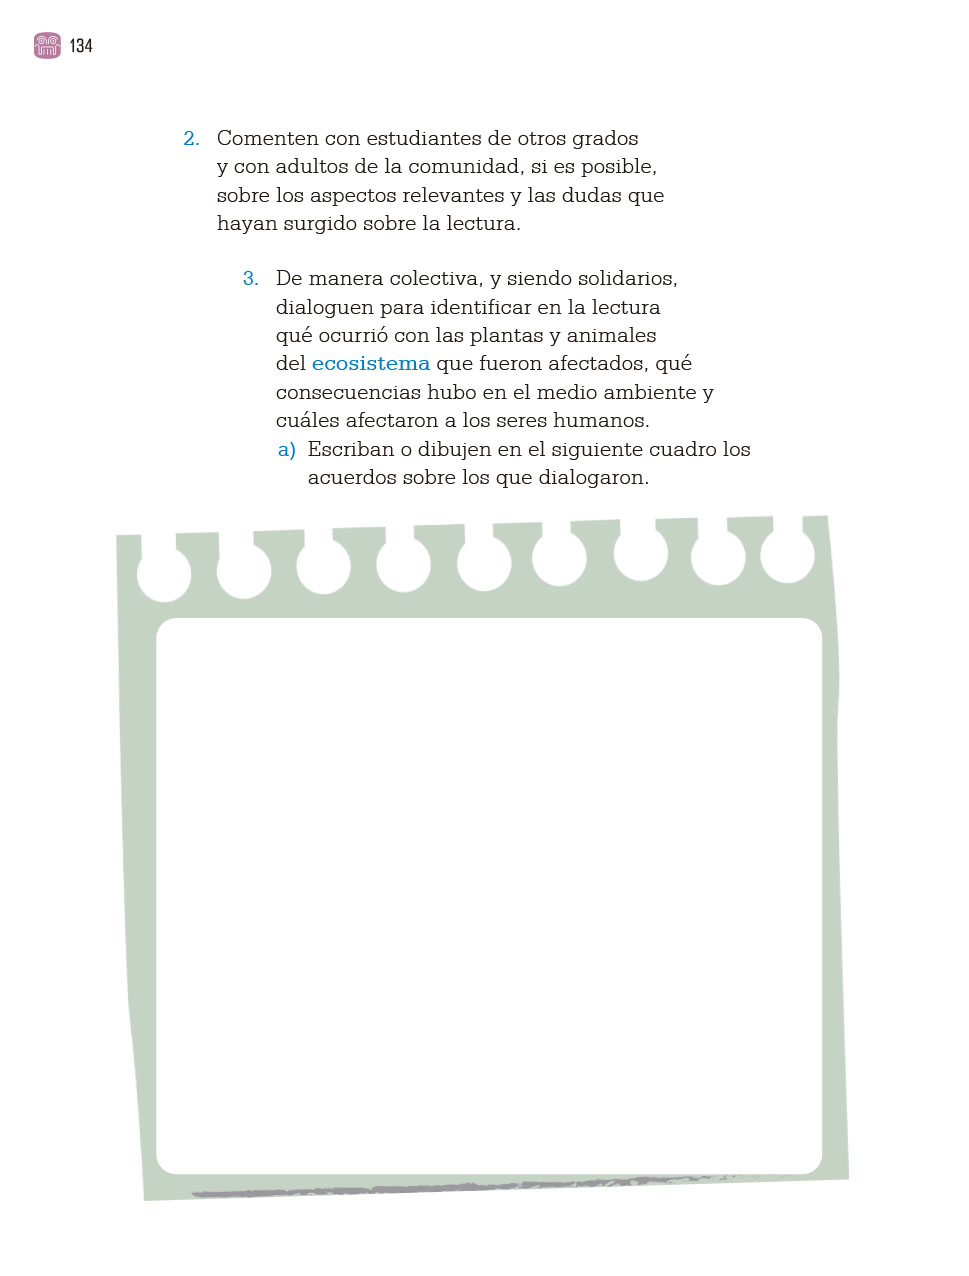 134
2. Comenten con estudiantes de otros grados
y con adultos de la comunidad, si es posible,
sobre los aspectos relevantes y las dudas que
hayan surgido sobre la lectura.
3. De manera colectiva, y siendo solidarios,
dialoguen para identificar en la lectura
qué ocurrió con las plantas y animales
del ecosistema que fueron afectados, qué
consecuencias hubo en el medio ambiente y
cuáles afectaron a los seres humanos.
a) Escriban o dibujen en el siguiente cuadro los
acuerdos sobre los que dialogaron.